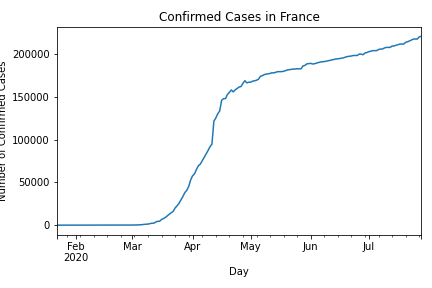 Confirmed Cases in France
Number of Confirmed Cases
200000
150000
100000
50000
0
Feb
2020
Mar
Apr
May
Jun
Jul
Day